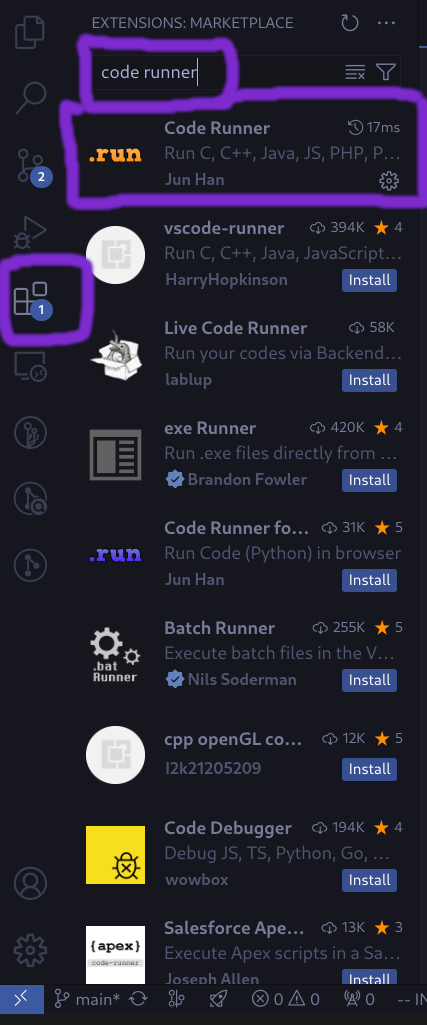 EXTENSIONS: MARKETPLACE
code runner
Code Runner 17ms
.run
Run C, C++, Java, JS, PHP, P...
Jun Han
2
vscode-runner 394K 4
Run C, C++, Java, JavaScript...
HarryHopkinson Install
1
Live Code Runner 58K
Run your codes via Backend...
lablup Install
exe Runner 420K 4
Run .exe files directly from ...
Brandon Fowler Install
Code Runner fo... 31K 5
.run
Run Code (Python) in browser
Jun Han Install
Batch Runner 255K 5
Execute batch files in the V...
.bat
Runner
Nils Soderman Install
cpp openGL co... 12K 5
l2k21205209 Install
Code Debugger 194K 4
Debug JS, TS, Python, Go, ...
wowbox Install
Salesforce Ape... 13K 3
{apex}
Execute Apex scripts in a Sa...
code-runner
Joseph Allen Install
main* 0 0 0 -- IN